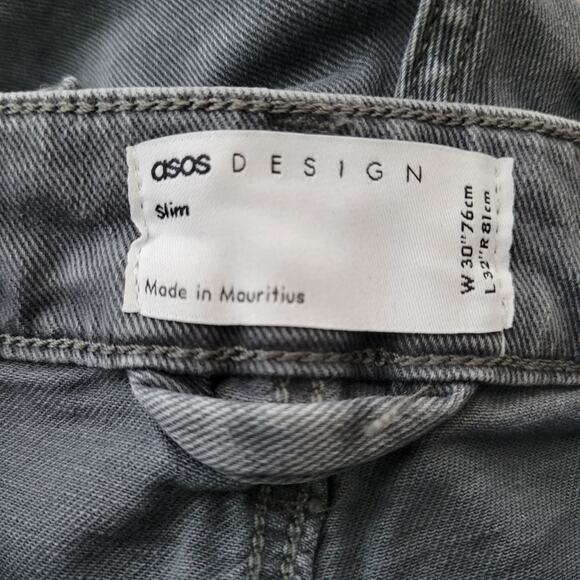 asos DESIGN
Slim
Made in Mauritius
W 30" 76cm
L 32" R 81cm